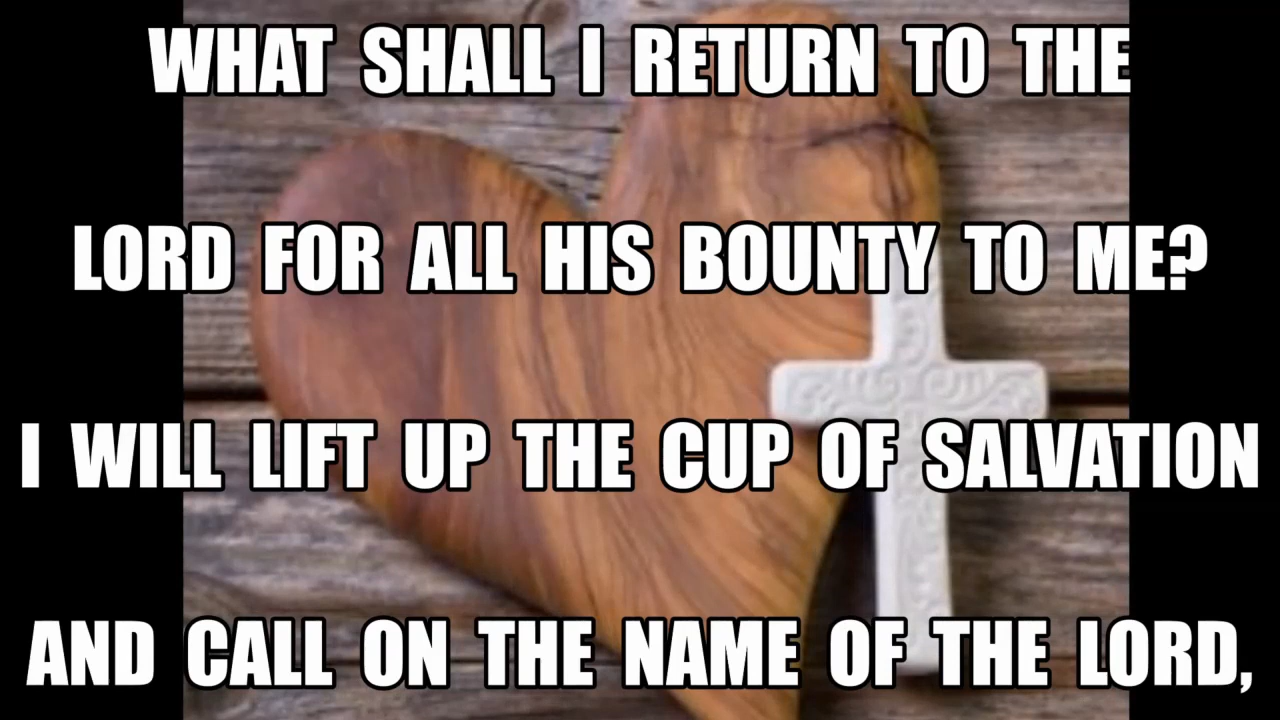 WHAT SHALL I RETURN TO THE
LORD FOR ALL HIS BOUNTY TO ME?
I WILL LIFT UP THE CUP OF SALVATION
AND CALL ON THE NAME OF THE LORD,